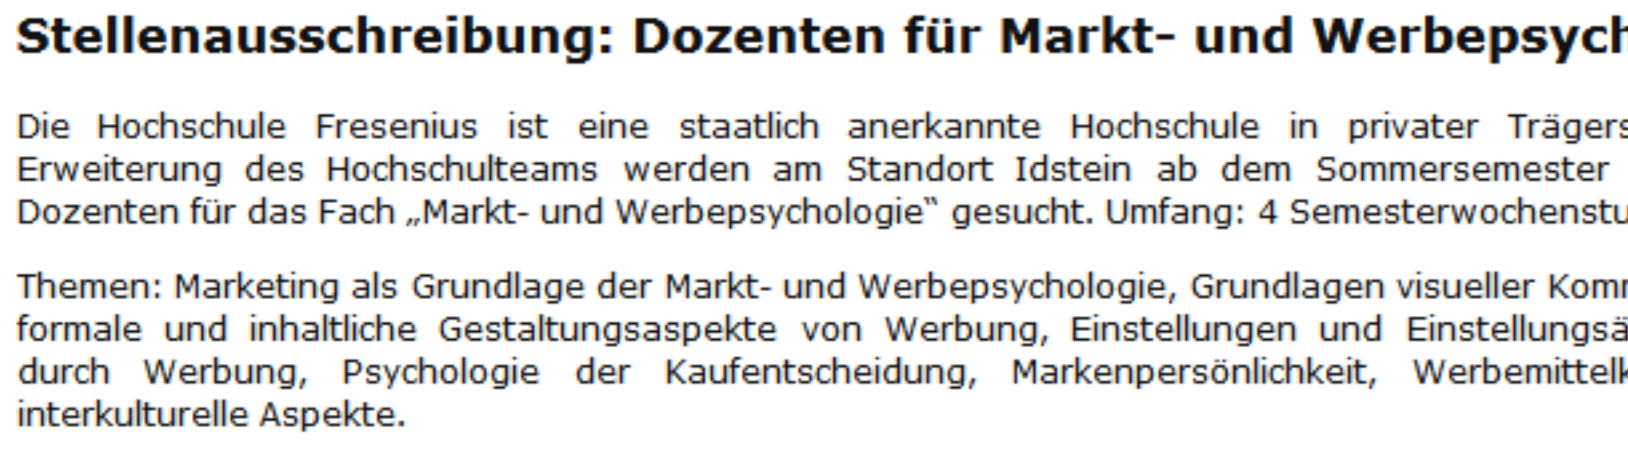 Stellenausschreibung: Dozenten für Markt- und Werbepsych
Die Hochschule Fresenius ist eine staatlich anerkannte Hochschule in privater Trägers
Erweiterung des Hochschulteams werden am Standort Idstein ab dem Sommersemester
Dozenten für das Fach „Markt- und Werbepsychologie“ gesucht. Umfang: 4 Semesterwochenstu
Themen: Marketing als Grundlage der Markt- und Werbepsychologie, Grundlagen visueller Komm
formale und inhaltliche Gestaltungsaspekte von Werbung, Einstellungen und Einstellungsä
durch Werbung, Psychologie der Kaufentscheidung, Markenpersönlichkeit, Werbemittelk
interkulturelle Aspekte.